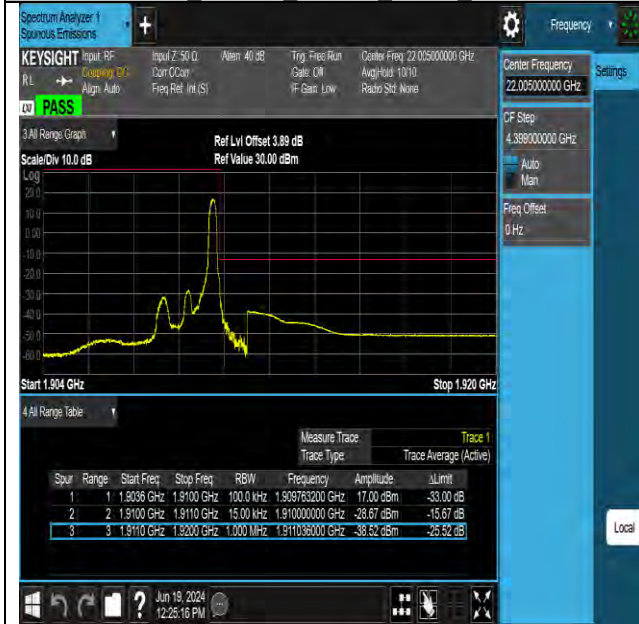 Spectrum Analyzer 1
Spurious Emissions
Frequency
KEYSIGHT Input: RF Input Z: 50 Ω Atten: 40 dB Trig: Free Run Center Freq: 22.005000000 GHz
RL Coupling: DC Corr CCorr Gate: Off Avg|Hold: 10/10
Align: Auto Freq Ref: Int (S) IF Gain: Low Radio Std: None
PASS
Center Frequency
22.005000000 GHz
Settings
CF Step
4.399000000 GHz
Auto
Man
Freq Offset
0 Hz
3 All Range Graph
Ref Lvl Offset 3.89 dB
Scale/Div 10.0 dB Ref Value 30.00 dBm
Log
20.0
10.0
0.00
-10.0
-20.0
-30.0
-40.0
-50.0
-60.0
Start 1.904 GHz Stop 1.920 GHz
4 All Range Table
Measure Trace Trace 1
Trace Type Trace Average (Active)
Spur Range Start Freq Stop Freq RBW Frequency Amplitude ΔLimit
1 1 1.9036 GHz 1.9100 GHz 100.0 kHz 1.909763200 GHz 17.00 dBm -33.00 dB
2 2 1.9100 GHz 1.9110 GHz 15.00 kHz 1.910000000 GHz -28.67 dBm -15.67 dB
3 3 1.9110 GHz 1.9200 GHz 1.000 MHz 1.911036000 GHz -38.52 dBm -25.52 dB
Local
Jun 19, 2024
12:25:16 PM